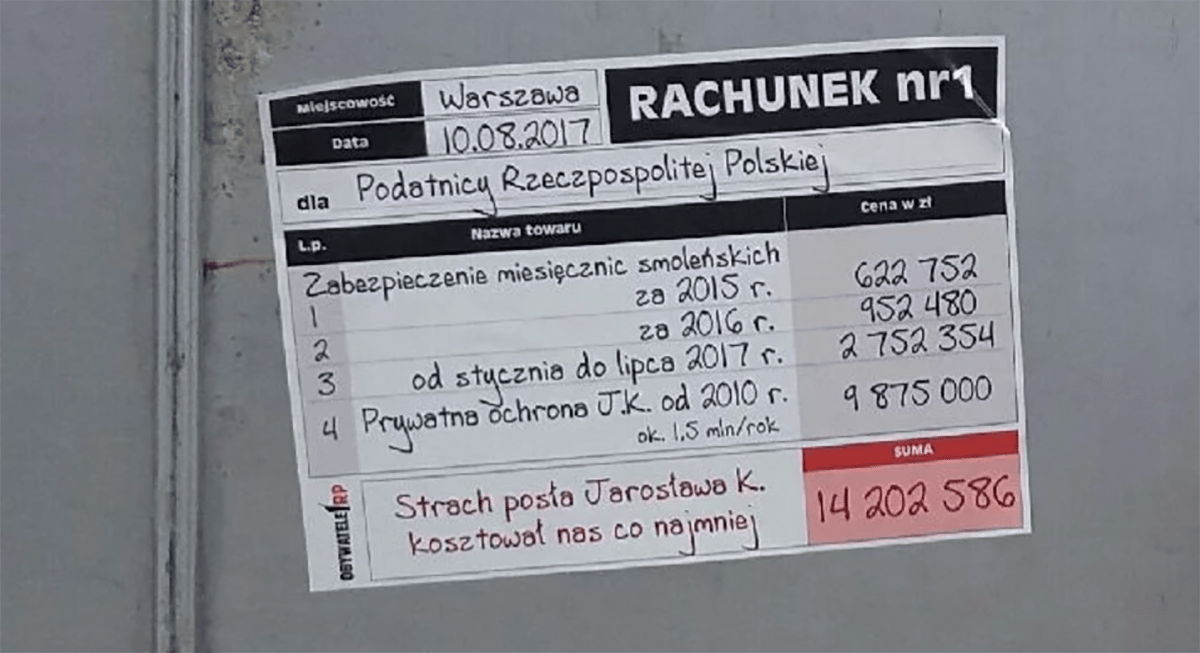 Miejscowość Warszawa RACHUNEK nr1
Data 10.08.2017
dla Podatnicy Rzeczpospolitej Polskiej
L.p. Nazwa towaru Cena w zł
Zabezpieczenie miesięcznic smoleńskich
1 za 2015 r. 622 752
2 za 2016 r. 952 480
3 od stycznia do lipca 2017 r. 2 752 354
4 Prywatna ochrona J.K. od 2010 r. 9 875 000
ok. 1,5 mln/rok
SUMA
Strach posła Jarosława K. 14 202 586
kosztował nas co najmniej
OBYWATELE RP